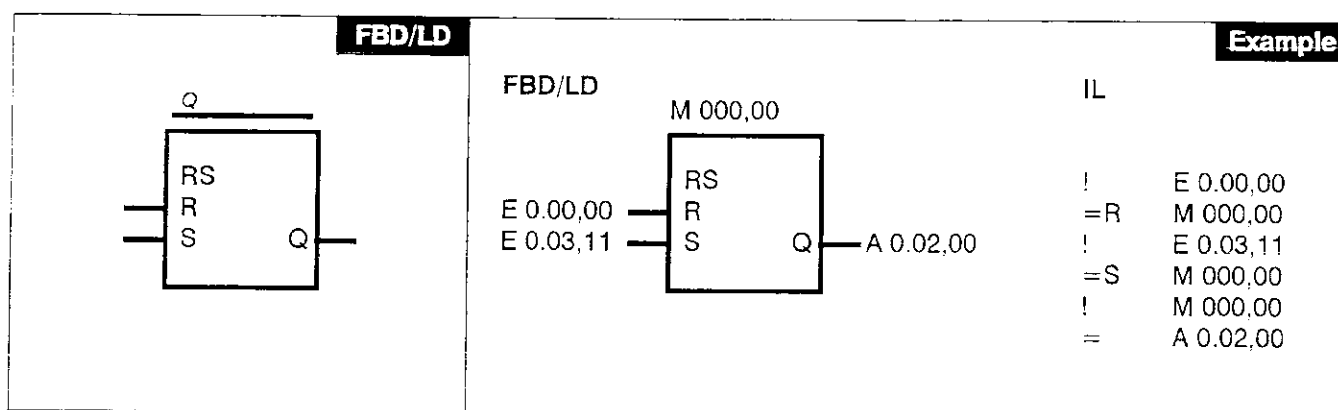 FBD/LD
Q
RS
R
S Q
Example
FBD/LD
M 000,00
RS
E 0.00,00 R
E 0.03,11 S Q A 0.02,00
IL
! E 0.00,00
=R M 000,00
! E 0.03,11
=S M 000,00
! M 000,00
= A 0.02,00